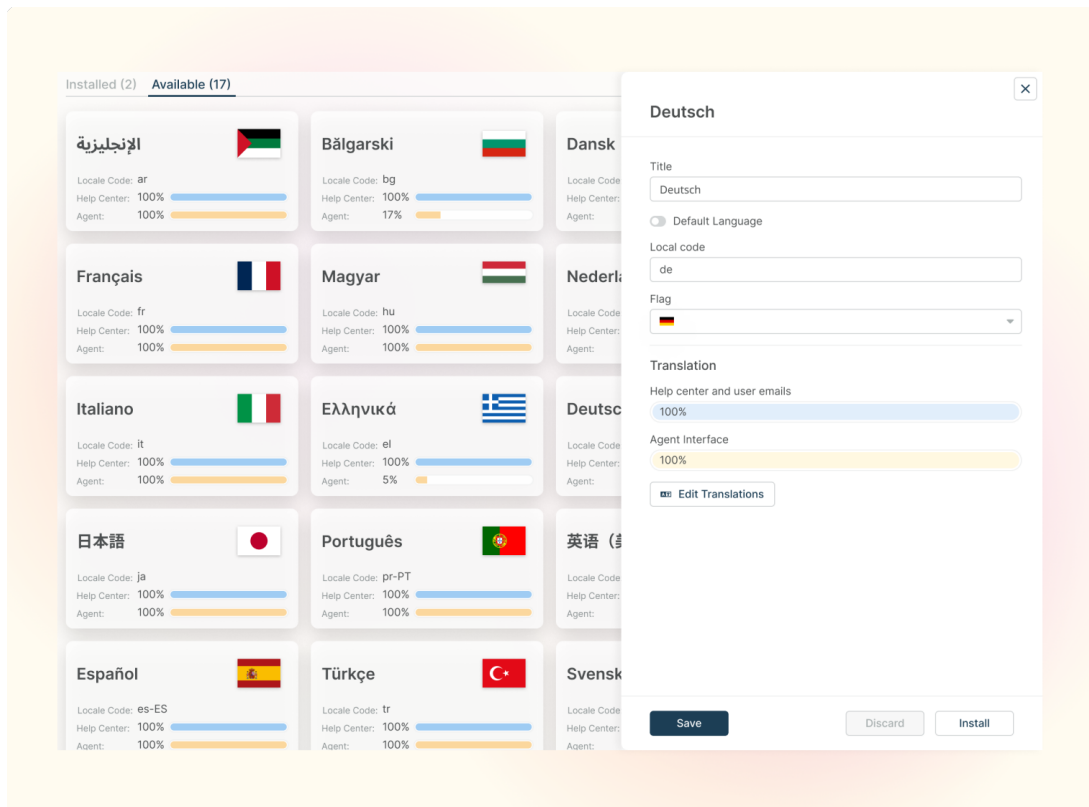 Installed (2) Available (17)
الإنجليزية
Locale Code: ar
Help Center: 100%
Agent: 100%
Bălgarski
Locale Code: bg
Help Center: 100%
Agent: 17%
Dansk
Locale Code
Help Center:
Agent:
Français
Locale Code: fr
Help Center: 100%
Agent: 100%
Magyar
Locale Code: hu
Help Center: 100%
Agent: 100%
Nederla
Locale Code
Help Center:
Agent:
Italiano
Locale Code: it
Help Center: 100%
Agent: 100%
Ελληνικά
Locale Code: el
Help Center: 100%
Agent: 5%
Deutsc
Locale Code
Help Center:
Agent:
日本語
Locale Code: ja
Help Center: 100%
Agent: 100%
Português
Locale Code: pr-PT
Help Center: 100%
Agent: 100%
英语（
Locale Code
Help Center:
Agent:
Español
Locale Code: es-ES
Help Center: 100%
Agent: 100%
Türkçe
Locale Code: tr
Help Center: 100%
Agent: 100%
Svensk
Locale Code
Help Center:
Agent:
Deutsch
Title
Deutsch
Default Language
Local code
de
Flag
Translation
Help center and user emails
100%
Agent Interface
100%
Edit Translations
Save
Discard
Install